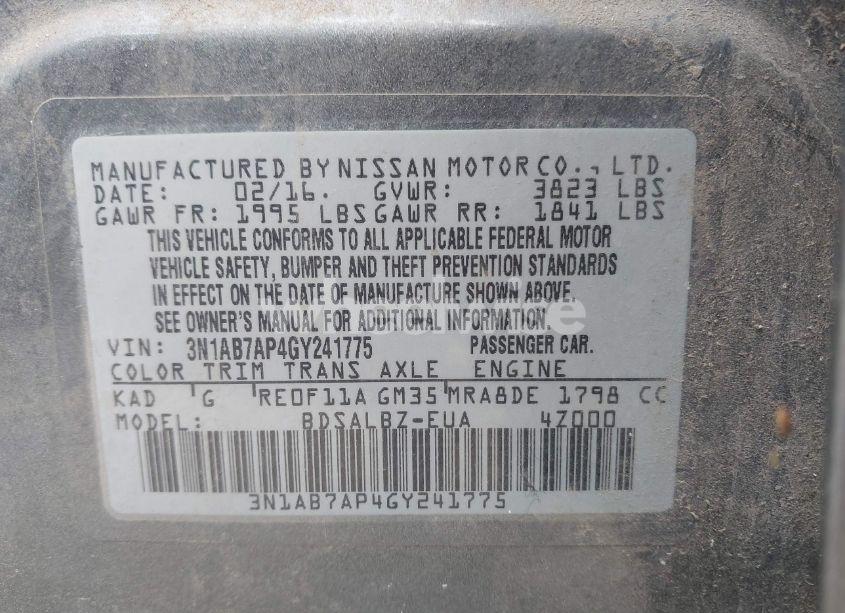 MANUFACTURED BY NISSAN MOTOR CO., LTD.
DATE: 02/16. GVWR: 3823 LBS
GAWR FR: 1995 LBS GAWR RR: 1841 LBS
THIS VEHICLE CONFORMS TO ALL APPLICABLE FEDERAL MOTOR
VEHICLE SAFETY, BUMPER AND THEFT PREVENTION STANDARDS
IN EFFECT ON THE DATE OF MANUFACTURE SHOWN ABOVE.
SEE OWNER'S MANUAL FOR ADDITIONAL INFORMATION.
VIN: 3N1AB7AP4GY241775 PASSENGER CAR.
COLOR TRIM TRANS AXLE ENGINE
KAD G RE0F11A GM35 MRA8DE 1798 CC
MODEL: BDSALBZ-EUA 4Z000
3N1AB7AP4GY241775